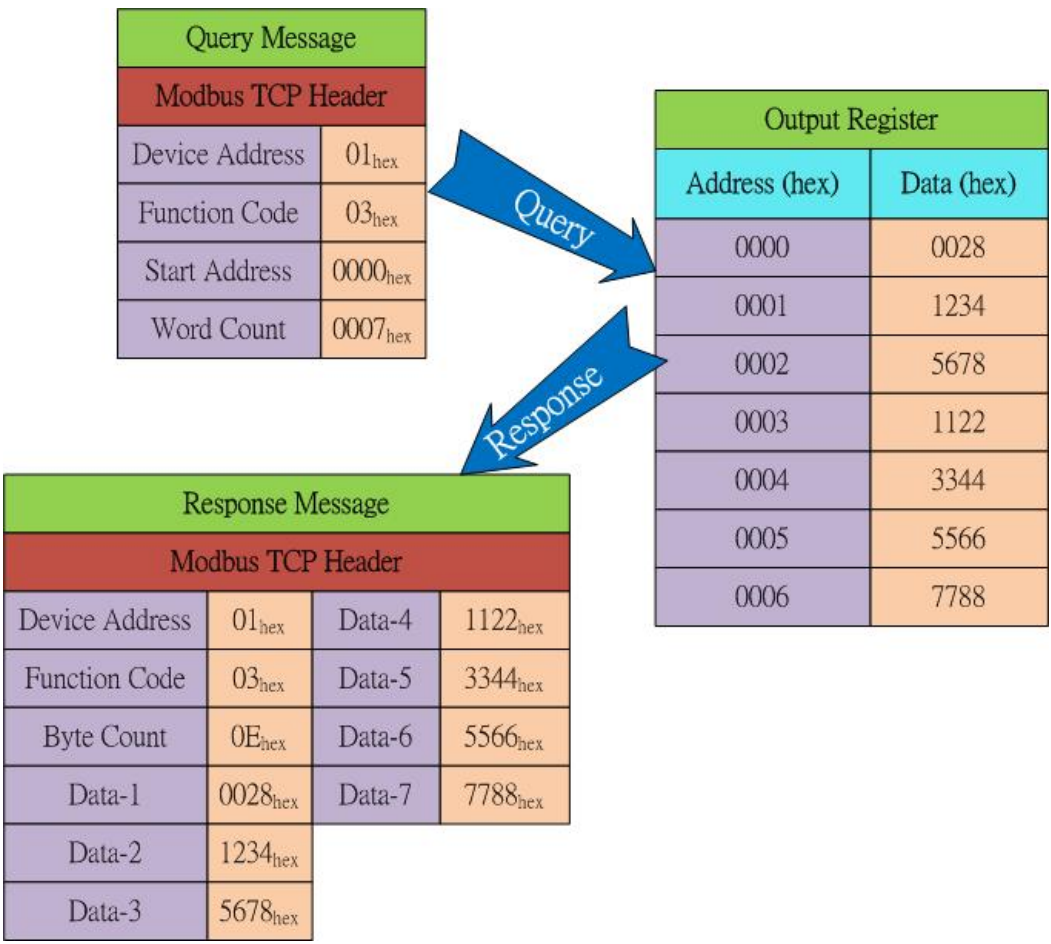 Query Message
Modbus TCP Header
Device Address 01hex
Function Code 03hex
Start Address 0000hex
Word Count 0007hex
Query
Output Register
Address (hex) Data (hex)
0000 0028
0001 1234
0002 5678
0003 1122
0004 3344
0005 5566
0006 7788
Response
Response Message
Modbus TCP Header
Device Address 01hex Data-4 1122hex
Function Code 03hex Data-5 3344hex
Byte Count 0Ehex Data-6 5566hex
Data-1 0028hex Data-7 7788hex
Data-2 1234hex
Data-3 5678hex